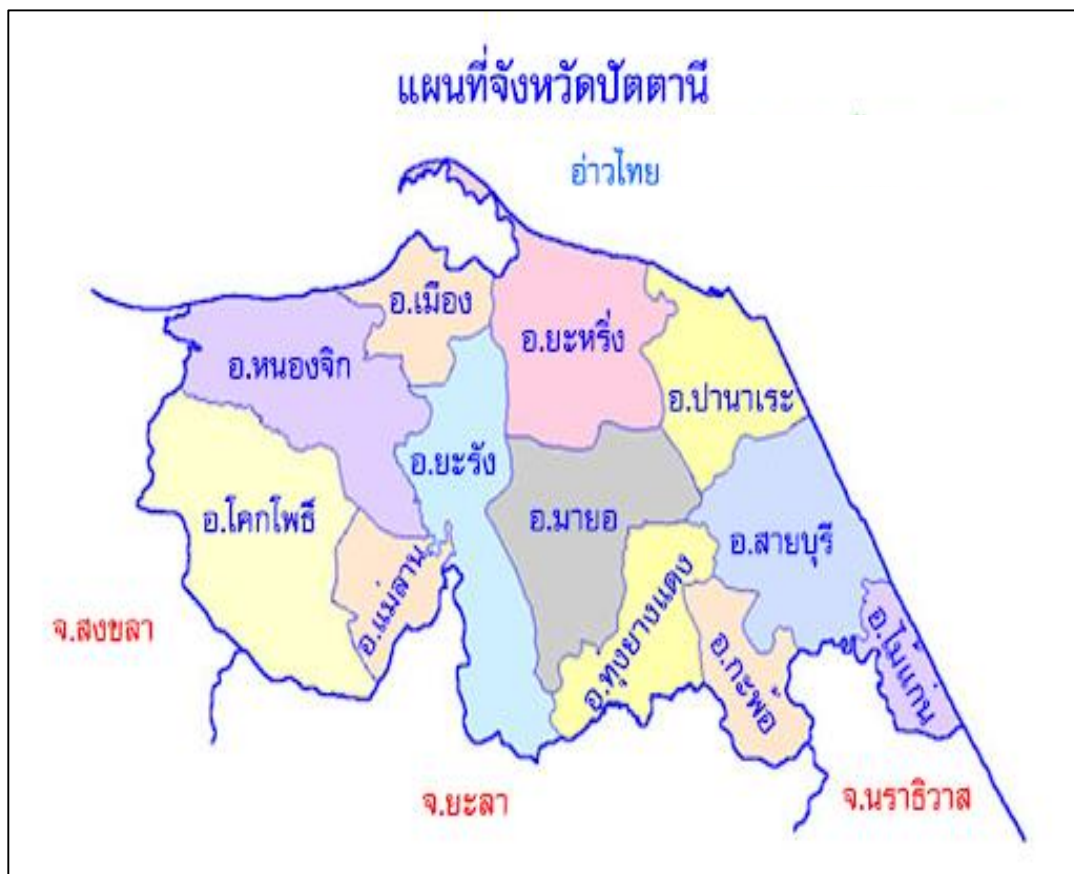 แผนที่จังหวัดปัตตานี
อ่าวไทย
อ.เมือง
อ.ยะหริ่ง
อ.หนองจิก
อ.ปานาเระ
อ.ยะรัง
อ.โคกโพธิ์
อ.มายอ
อ.สายบุรี
อ.แม่ลาน
อ.ทุ่งยางแดง
อ.กะพ้อ
อ.ไม้แก่น
จ.สงขลา
จ.ยะลา
จ.นราธิวาส